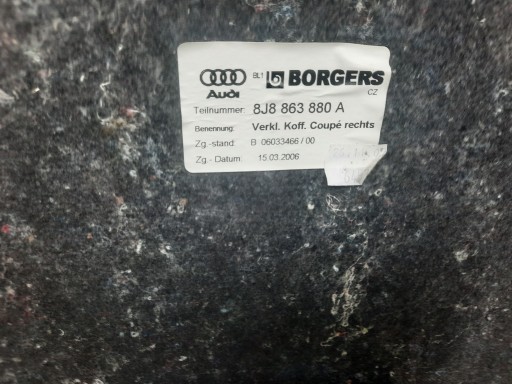 BL1 BORGERS
Audi CZ
Teilnummer: 8J8 863 880 A
Benennung: Verkl. Koff. Coupé rechts
Zg.-stand: B 06033466/00
Zg.- Datum: 15.03.2006